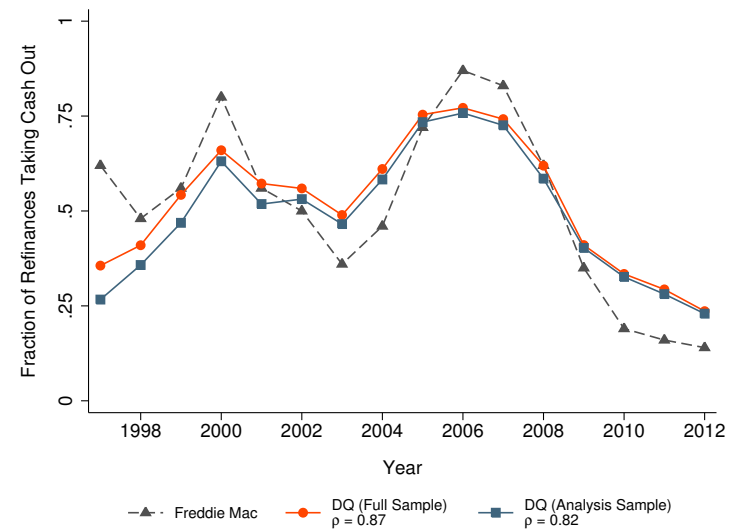 1
.75
.5
.25
0
Fraction of Refinances Taking Cash Out
1998 2000 2002 2004 2006 2008 2010 2012
Year
Freddie Mac
DQ (Full Sample)
ρ = 0.87
DQ (Analysis Sample)
ρ = 0.82